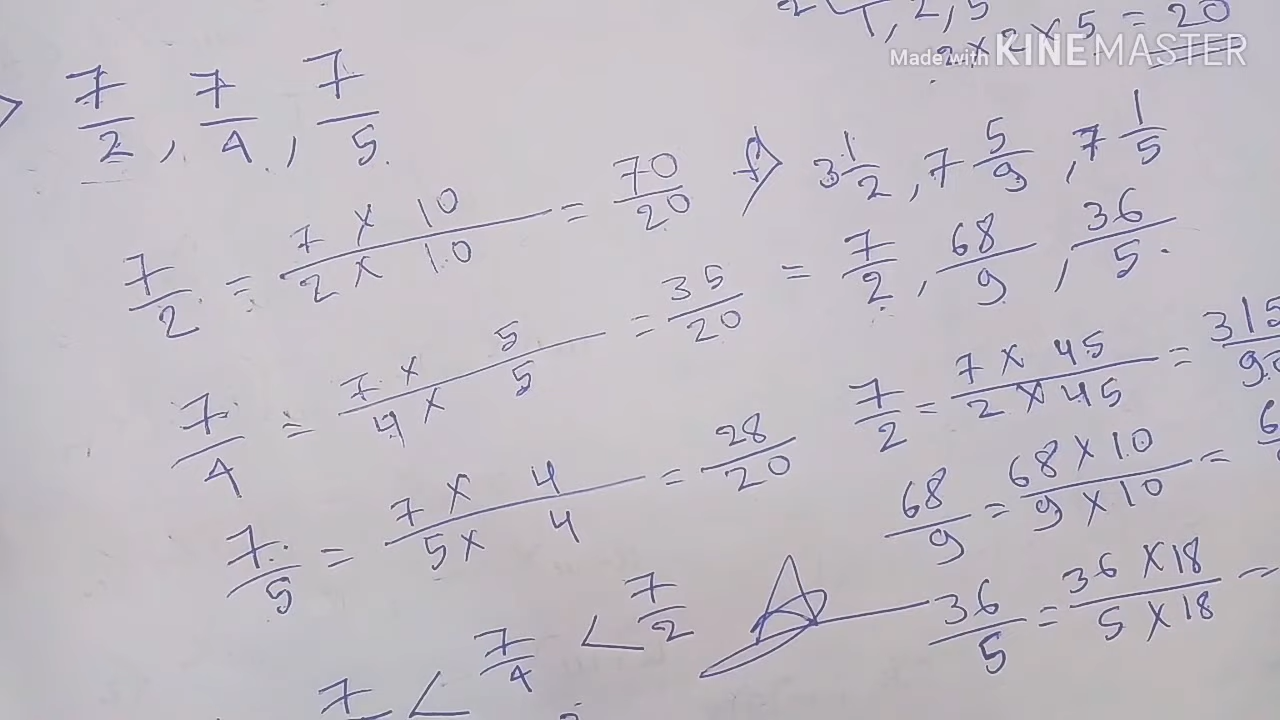 1, 2, 5
2 × 2 × 5 = 20
Made with KINEMASTER
7/2, 7/4, 7/5
7/2 = 7 × 10 / 2 × 10 = 70/20
7/4 = 7 × 5 / 4 × 5 = 35/20
7/5 = 7 × 4 / 5 × 4 = 28/20
7/4 < 7/2
f> 3 1/2, 7 5/9, 7 1/5
= 7/2, 68/9, 36/5
7/2 = 7 × 45 / 2 × 45 = 315/90
68/9 = 68 × 10 / 9 × 10 =
36/5 = 36 × 18 / 5 × 18 =